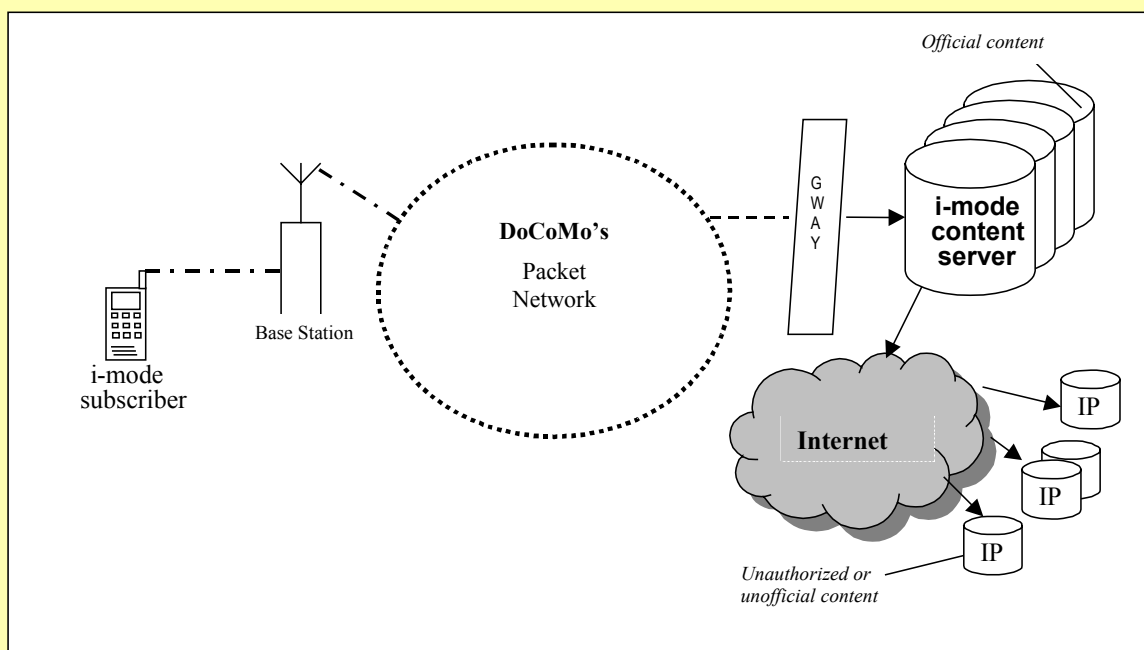 Official content
G
W
A
Y
i-mode
content
server
DoCoMo's
Packet
Network
Base Station
i-mode
subscriber
Internet
IP
IP
IP
Unauthorized or
unofficial content